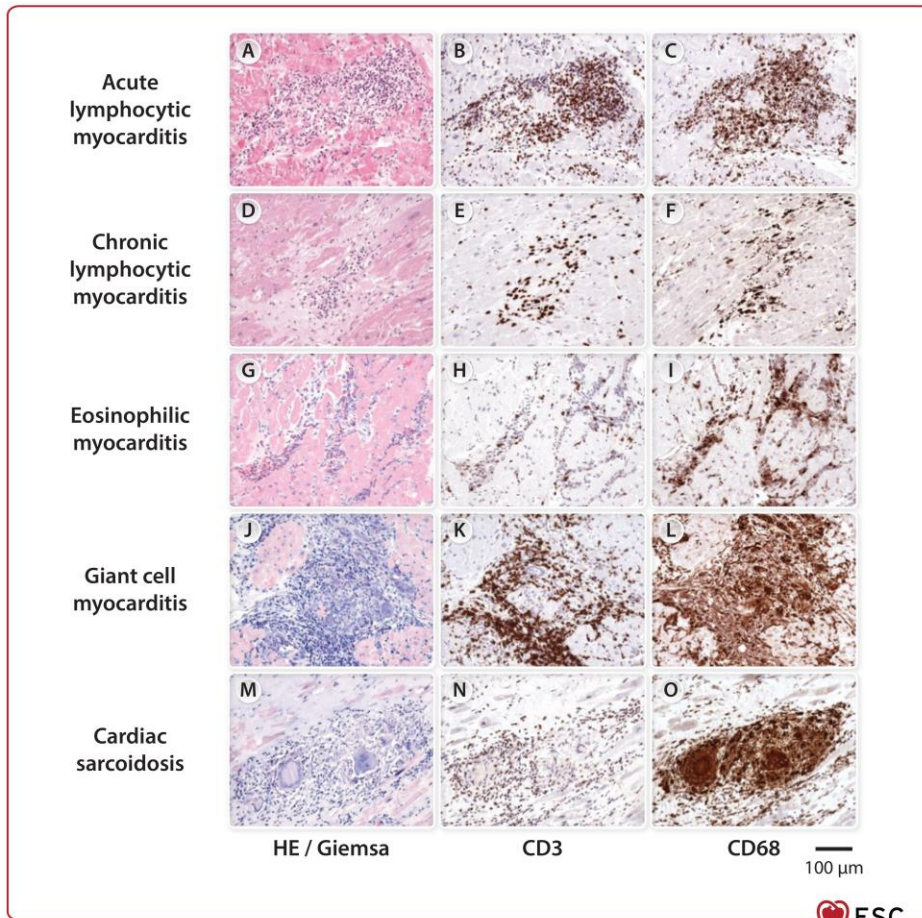 Acute
lymphocytic
myocarditis
A
B
C
Chronic
lymphocytic
myocarditis
D
E
F
Eosinophilic
myocarditis
G
H
I
Giant cell
myocarditis
J
K
L
Cardiac
sarcoidosis
M
N
O
HE / Giemsa
CD3
CD68
100 µm
ESC